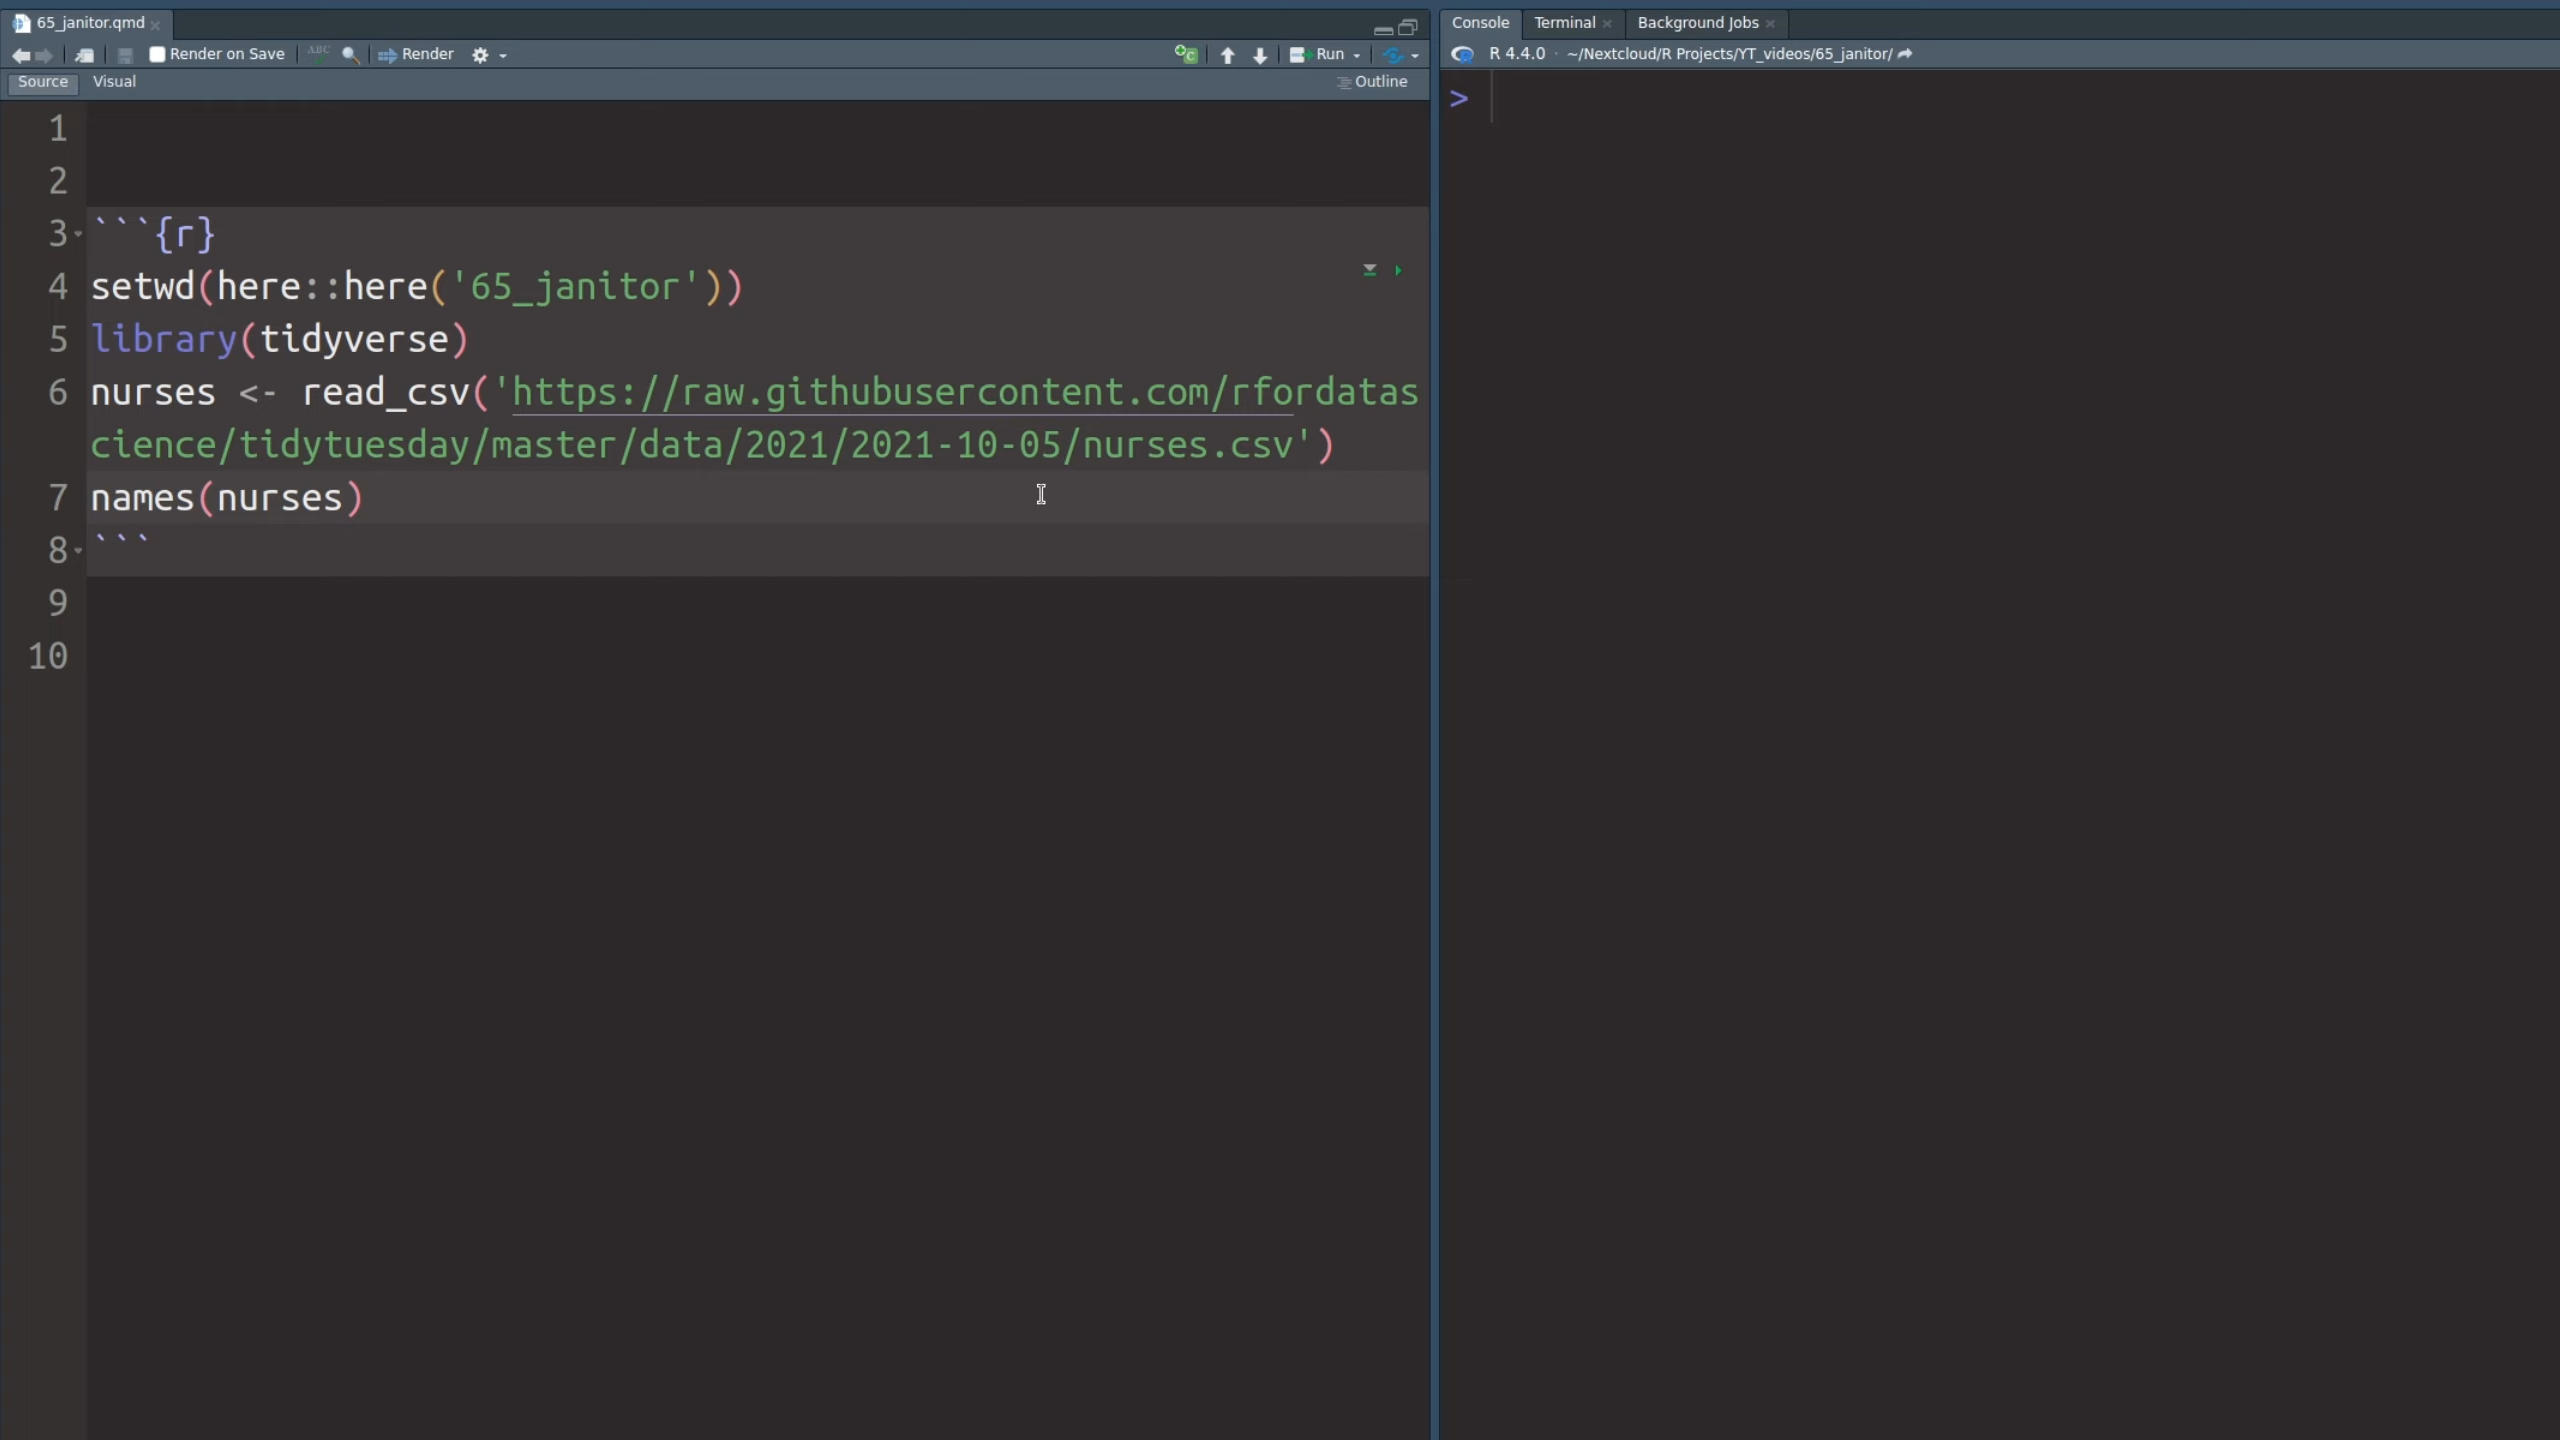 65_janitor.qmd
Render on Save
ABC
Render
Run
Source
Visual
Outline
1
2
3 ```{r}
4 setwd(here::here('65_janitor'))
5 library(tidyverse)
6 nurses <- read_csv('https://raw.githubusercontent.com/rfordatas
cience/tidytuesday/master/data/2021/2021-10-05/nurses.csv')
7 names(nurses)
8 ```
9
10
Console
Terminal
Background Jobs
R 4.4.0 · ~/Nextcloud/R Projects/YT_videos/65_janitor/
>